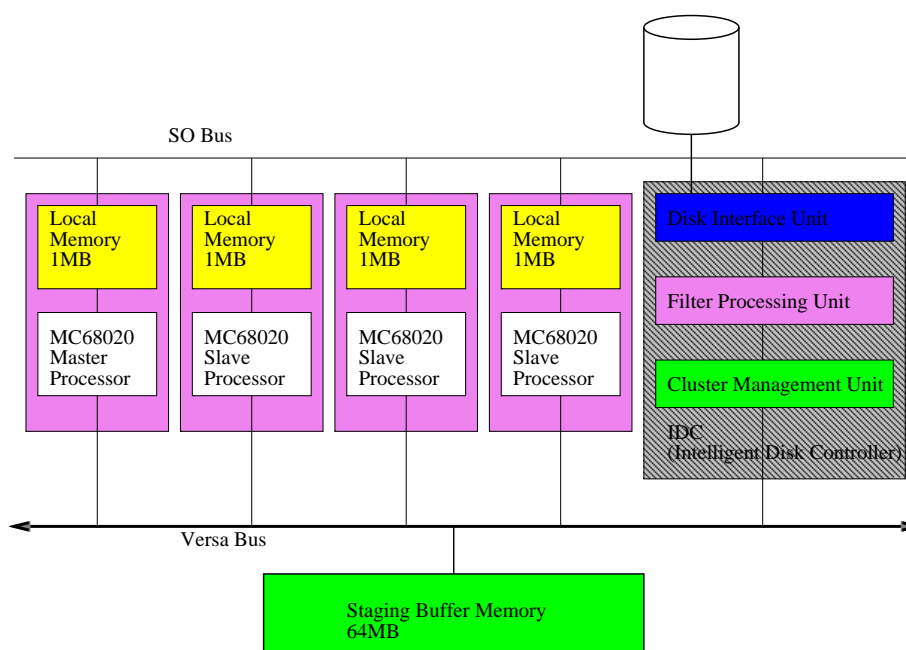 SO Bus
Local
Memory
1MB
MC68020
Master
Processor
Local
Memory
1MB
MC68020
Slave
Processor
Local
Memory
1MB
MC68020
Slave
Processor
Local
Memory
1MB
MC68020
Slave
Processor
Disk Interface Unit
Filter Processing Unit
Cluster Management Unit
IDC
(Intelligent Disk Controller)
Versa Bus
Staging Buffer Memory
64MB